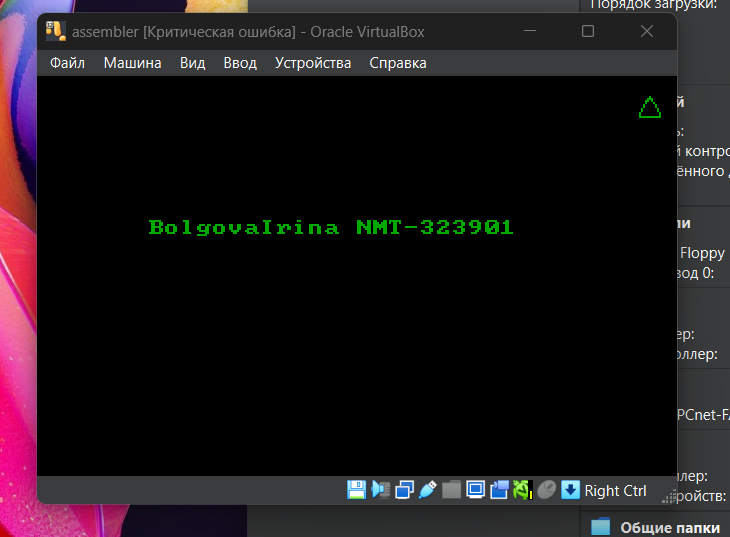 Порядок загрузки:
assembler [Критическая ошибка] - Oracle VirtualBox
Файл Машина Вид Ввод Устройства Справка
BolgovaIrina NMT-323901
Floppy
Right Ctrl
Общие папки